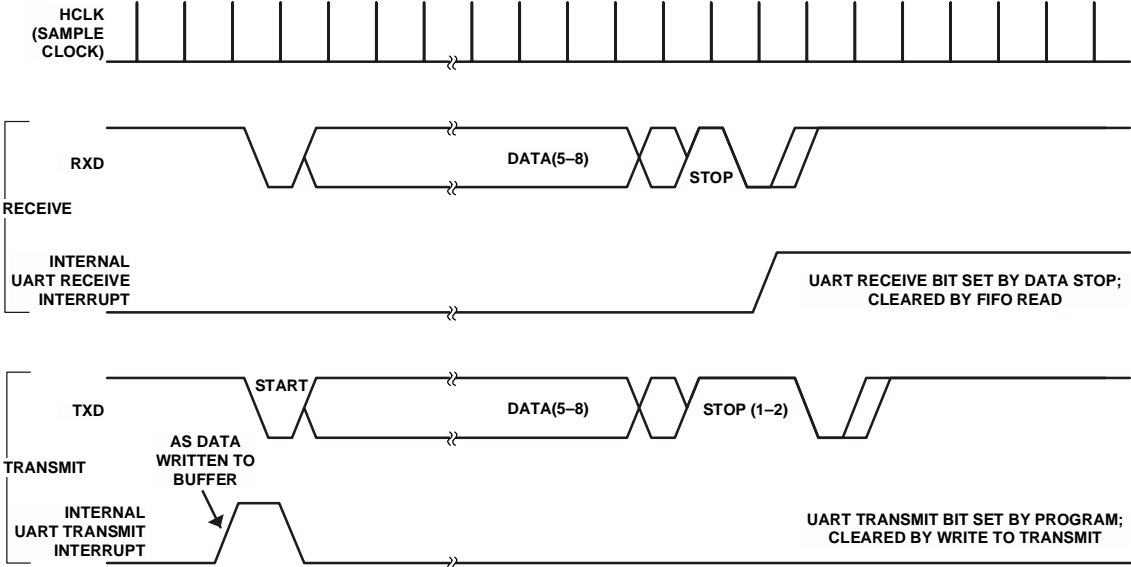 HCLK
(SAMPLE
CLOCK)
RXD
DATA(5–8)
STOP
RECEIVE
INTERNAL
UART RECEIVE
INTERRUPT
UART RECEIVE BIT SET BY DATA STOP;
CLEARED BY FIFO READ
START
TXD
DATA(5–8)
STOP (1–2)
AS DATA
WRITTEN TO
BUFFER
TRANSMIT
INTERNAL
UART TRANSMIT
INTERRUPT
UART TRANSMIT BIT SET BY PROGRAM;
CLEARED BY WRITE TO TRANSMIT